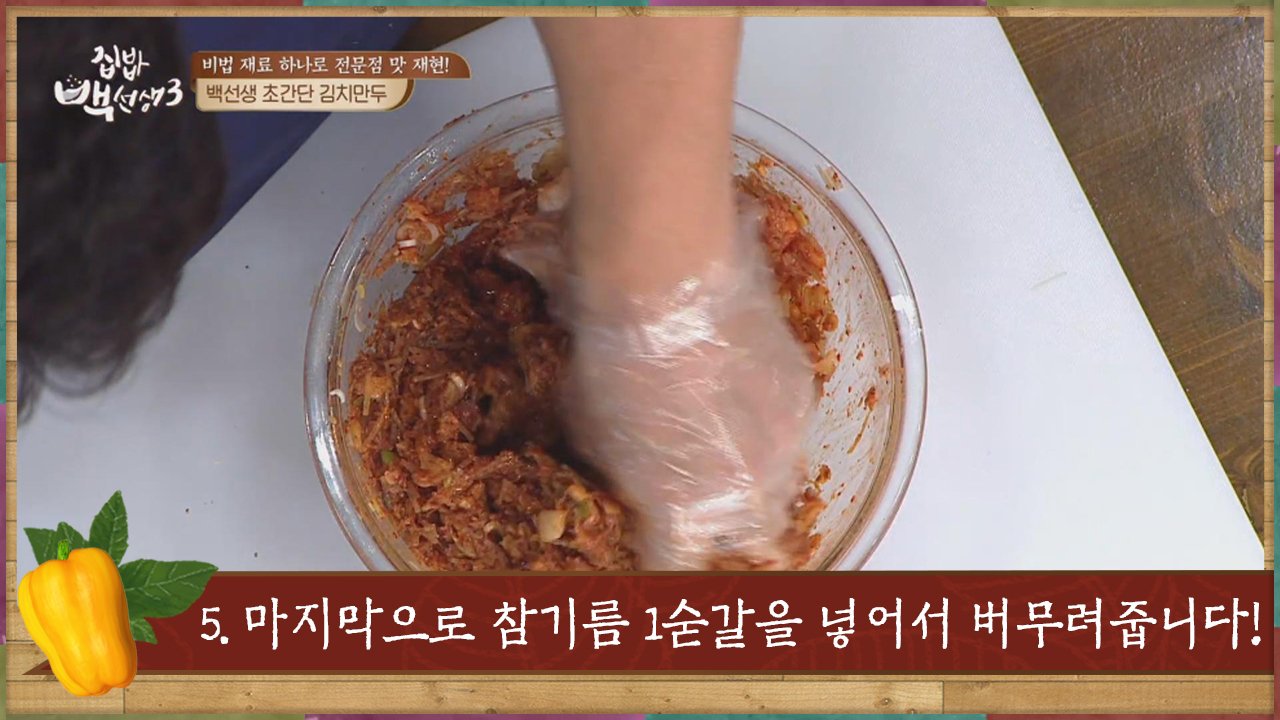 집밥
백선생3
비법 재료 하나로 전문점 맛 재현!
백선생 초간단 김치만두
5. 마지막으로 참기름 1숟갈을 넣어서 버무려줍니다!